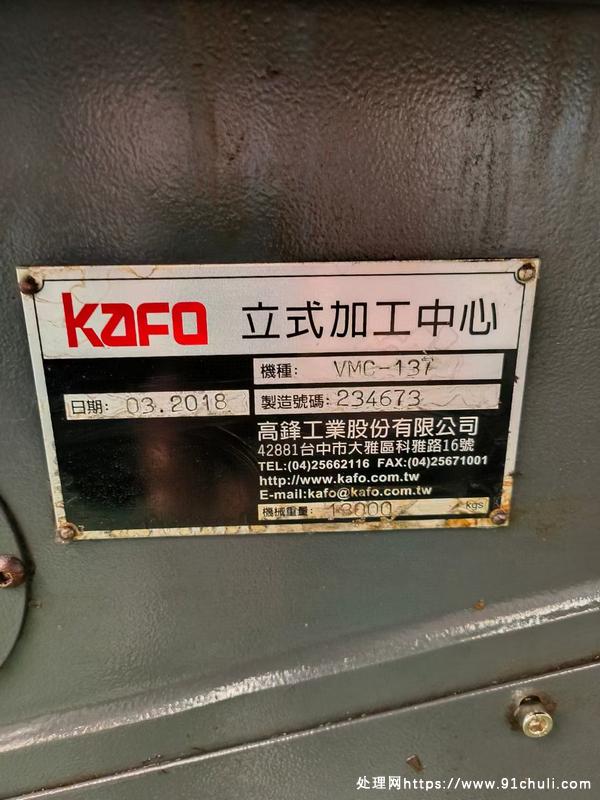 KAFO 立式加工中心
機種: VMC-137
日期: 03.2018 製造號碼: 234673
高鋒工業股份有限公司
42881台中市大雅區科雅路16號
TEL:(04)25662116 FAX:(04)25671001
http://www.kafo.com.tw
E-mail:kafo@kafo.com.tw
機械重量: 13000 kgs
处理网https://www.91chuli.com/